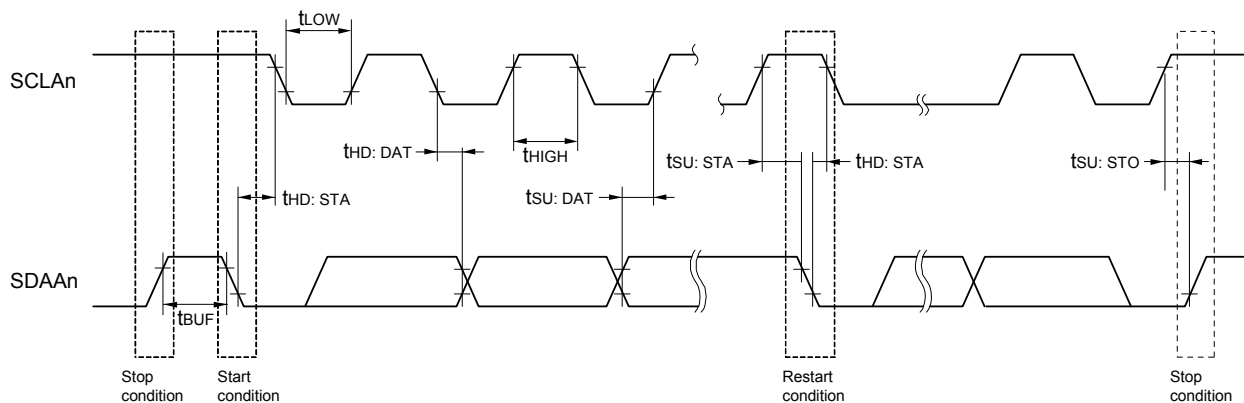 tLOW
SCLAn
tHD: DAT
tHIGH
tSU: STA
tHD: STA
tSU: STO
tHD: STA
tSU: DAT
SDAAn
tBUF
Stop
condition
Start
condition
Restart
condition
Stop
condition